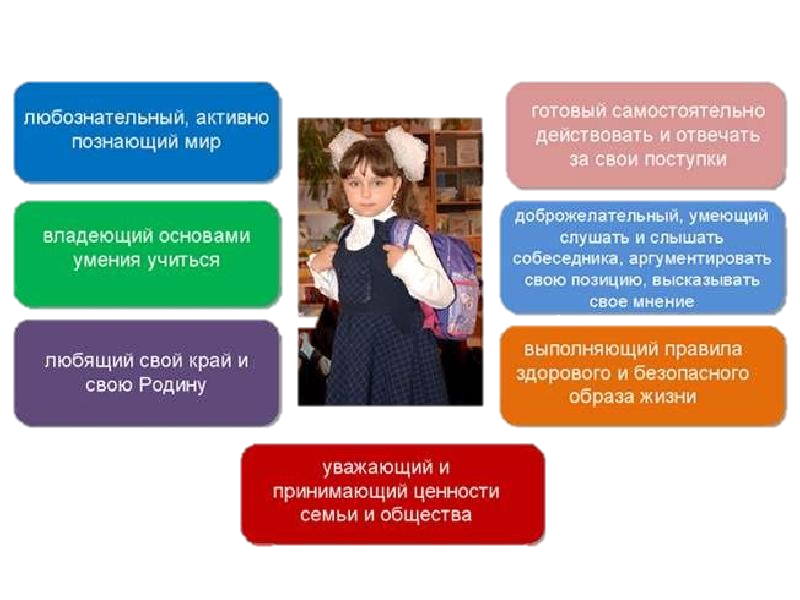 любознательный, активно
познающий мир
владеющий основами
умения учиться
любящий свой край и
свою Родину
готовый самостоятельно
действовать и отвечать
за свои поступки
доброжелательный, умеющий
слушать и слышать
собеседника, аргументировать
свою позицию, высказывать
свое мнение
выполняющий правила
здорового и безопасного
образа жизни
уважающий и
принимающий ценности
семьи и общества